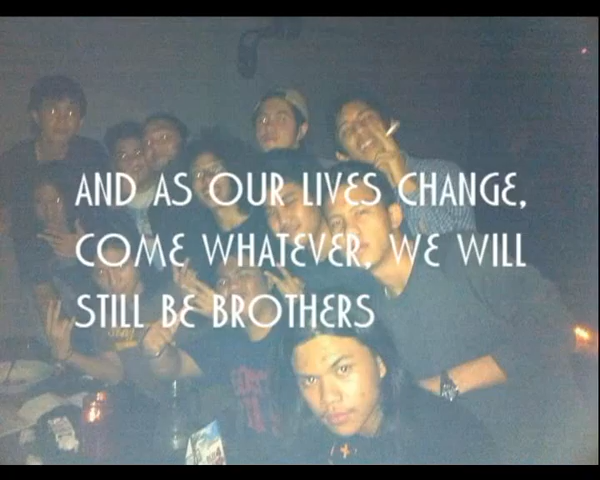 AND AS OUR LIVES CHANGE,
COME WHATEVER, WE WILL
STILL BE BROTHERS